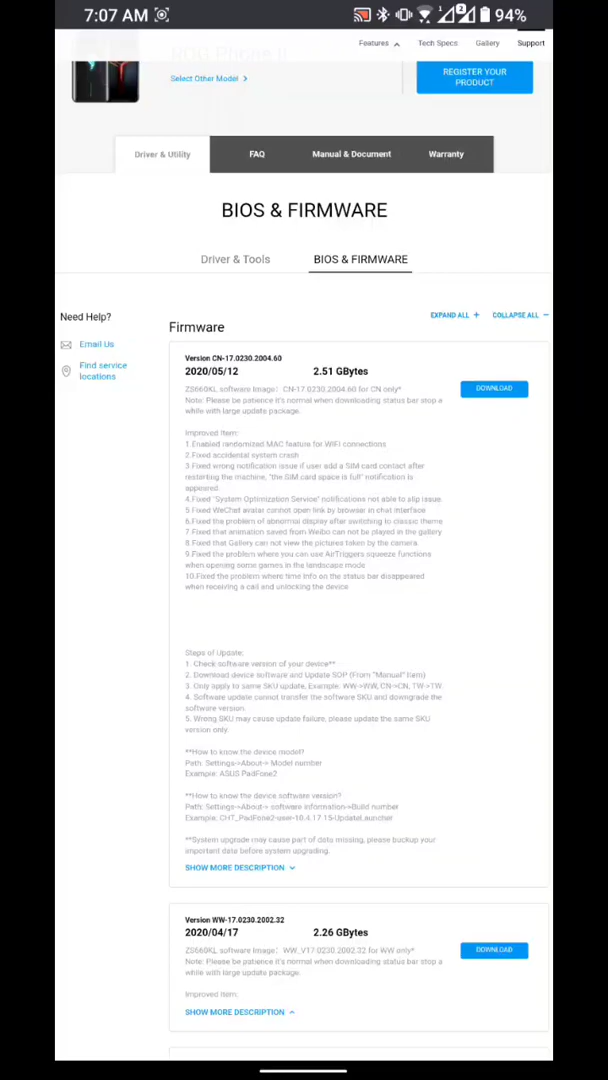 7:07 AM
94%
ROG Phone II
Features
Tech Specs
Gallery
Support
Select Other Model
REGISTER YOUR
PRODUCT
Driver & Utility
FAQ
Manual & Document
Warranty
BIOS & FIRMWARE
Driver & Tools
BIOS & FIRMWARE
Need Help?
Email Us
Find service
locations
EXPAND ALL +
COLLAPSE ALL −
Firmware
Version CN-17.0230.2004.60
2020/05/12
2.51 GBytes
DOWNLOAD
ZS660KL software Image：CN-17.0230.2004.60 for CN only*
Note: Please be patience it's normal when downloading status bar stop a
while with large update package.
Improved Item:
1.Enabled randomized MAC feature for WIFI connections
2.Fixed accidental system crash
3.Fixed wrong notification issue if user add a SIM card contact after
restarting the machine, "the SIM card space is full" notification is
appeared.
4.Fixed "System Optimization Service" notifications not able to slip issue
5.Fixed WeChat avatar cannot open link by browser in chat interface
6.Fixed the problem of abnormal display after switching to classic theme
7.Fixed that animation saved from Weibo can not be played in the gallery
8.Fixed that Gallery can not view the pictures taken by the camera
9.Fixed the problem where you can use AirTriggers squeeze functions
when opening some games in the landscape mode
10.Fixed the problem where time info on the status bar disappeared
when receiving a call and unlocking the device
Steps of Update:
1. Check software version of your device**
2. Download device software and Update SOP (From "Manual" item)
3. Only apply to same SKU update, Example: WW->WW, CN->CN, TW->TW.
4. Software update cannot transfer the software SKU and downgrade the
software version.
5. Wrong SKU may cause update failure, please update the same SKU
version only.
**How to know the device model?
Path: Settings->About-> Model number
Example: ASUS PadFone2
**How to know the device software version?
Path: Settings->About-> software information->Build number
Example: CHT_PadFone2-user-10.4.17.15-UpdateLauncher
**System upgrade may cause part of data missing, please backup your
important data before system upgrading.
SHOW MORE DESCRIPTION
Version WW-17.0230.2002.32
2020/04/17
2.26 GBytes
DOWNLOAD
ZS660KL software Image：WW_V17.0230.2002.32 for WW only*
Note: Please be patience it's normal when downloading status bar stop a
while with large update package.
Improved Item:
SHOW MORE DESCRIPTION